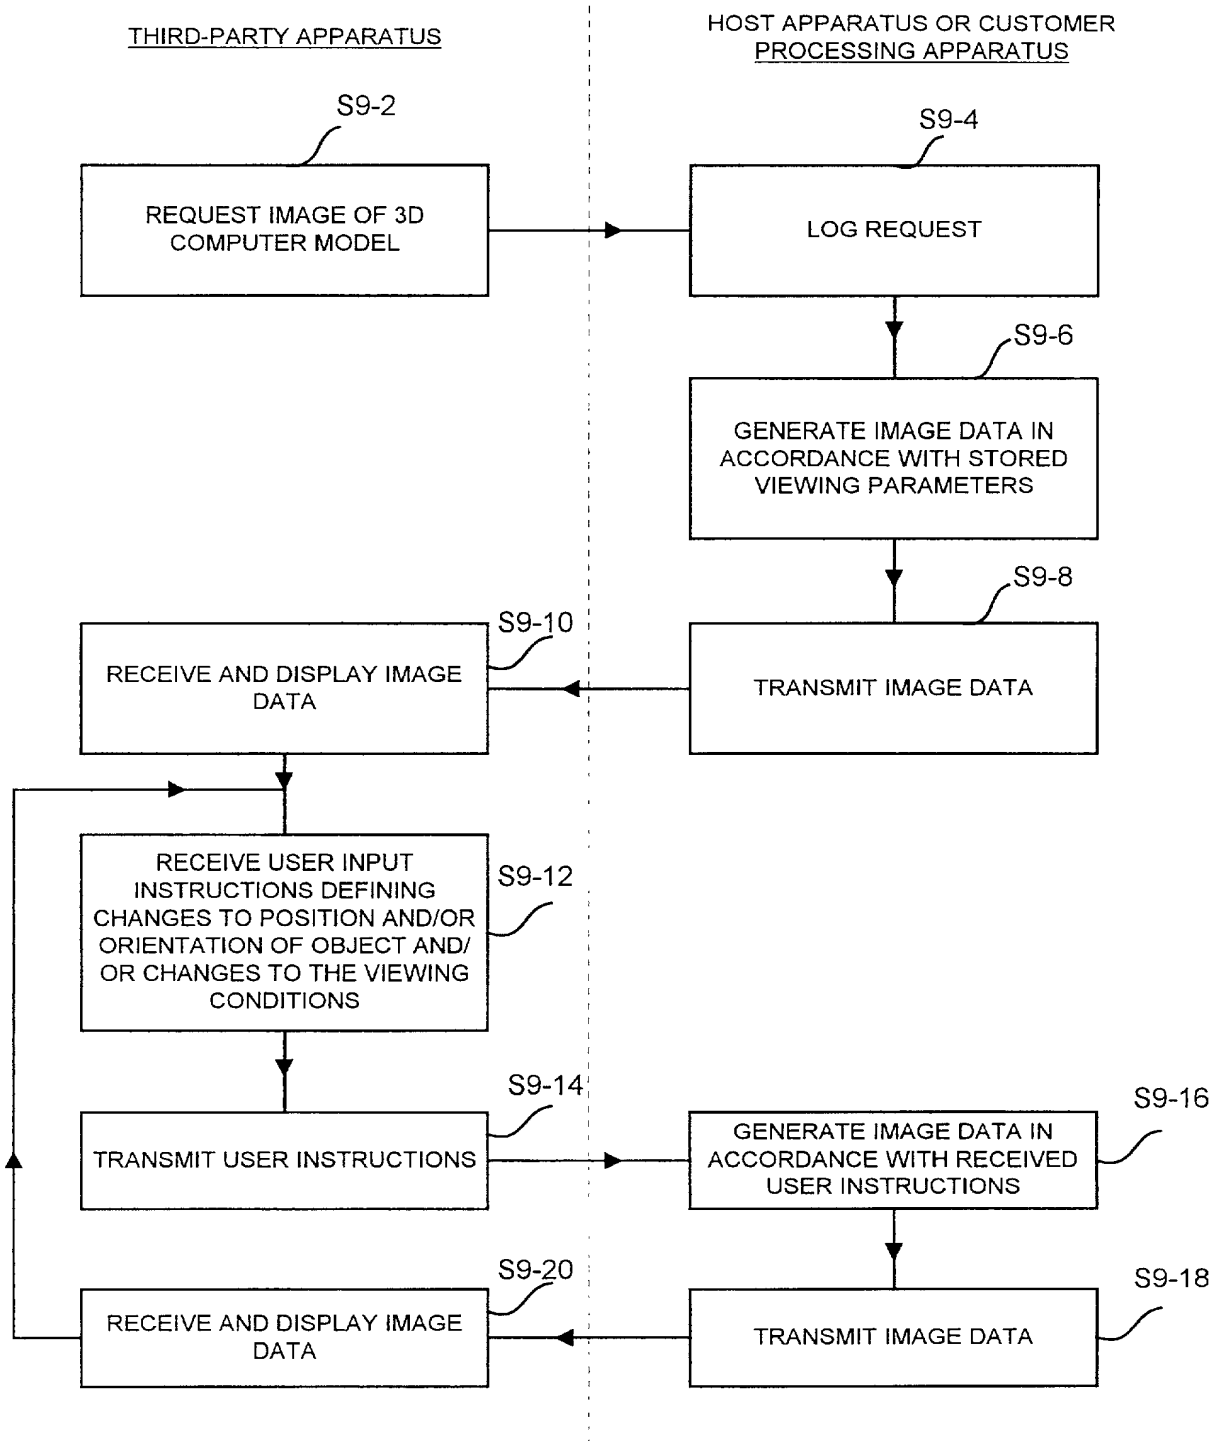 THIRD-PARTY APPARATUS
HOST APPARATUS OR CUSTOMER
PROCESSING APPARATUS
S9-2
S9-4
REQUEST IMAGE OF 3D
COMPUTER MODEL
LOG REQUEST
S9-6
GENERATE IMAGE DATA IN
ACCORDANCE WITH STORED
VIEWING PARAMETERS
S9-8
S9-10
RECEIVE AND DISPLAY IMAGE
DATA
TRANSMIT IMAGE DATA
RECEIVE USER INPUT
INSTRUCTIONS DEFINING
CHANGES TO POSITION AND/OR
ORIENTATION OF OBJECT AND/
OR CHANGES TO THE VIEWING
CONDITIONS
S9-12
S9-14
S9-16
TRANSMIT USER INSTRUCTIONS
GENERATE IMAGE DATA IN
ACCORDANCE WITH RECEIVED
USER INSTRUCTIONS
S9-20
S9-18
RECEIVE AND DISPLAY IMAGE
DATA
TRANSMIT IMAGE DATA